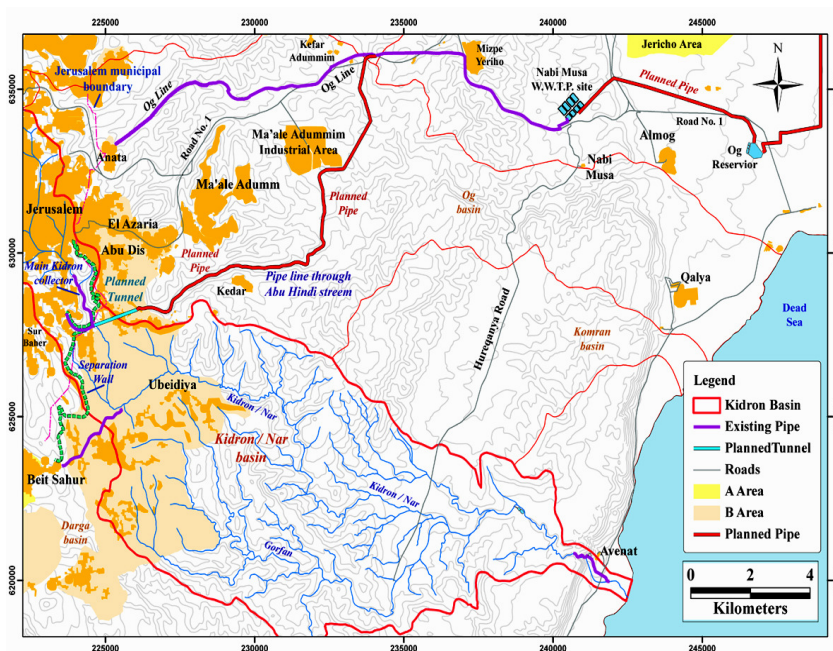 225000
230000
235000
240000
245000
635000
630000
625000
620000
Kefar
Adummim
Mizpe
Yeriho
Jericho Area
N
Jerusalem municipal
boundary
Og Line
Og Line
Nabi Musa
W.W.T.P. site
Planned Pipe
Road No. 1
Road No. 1
Anata
Ma'ale Adummim
Industrial Area
Almog
Og
Reservior
Nabi
Musa
Ma'ale Adumm
Jerusalem
El Azaria
Abu Dis
Planned
Pipe
Og
basin
Planned
Pipe
Main Kidron
collector
Planned
Tunnel
Kedar
Pipe line through
Abu Hindi streem
Qalya
Dead
Sea
Sur
Baher
Hureqanya Road
Komran
basin
Separation
Wall
Ubeidiya
Kidron / Nar
Kidron / Nar
basin
Kidron / Nar
Beit Sahur
Darga
basin
Gorfan
Avenat
Legend
Kidron Basin
Existing Pipe
PlannedTunnel
Roads
A Area
B Area
Planned Pipe
0 2 4
Kilometers
635000
630000
625000
620000
225000
230000
235000
240000
245000